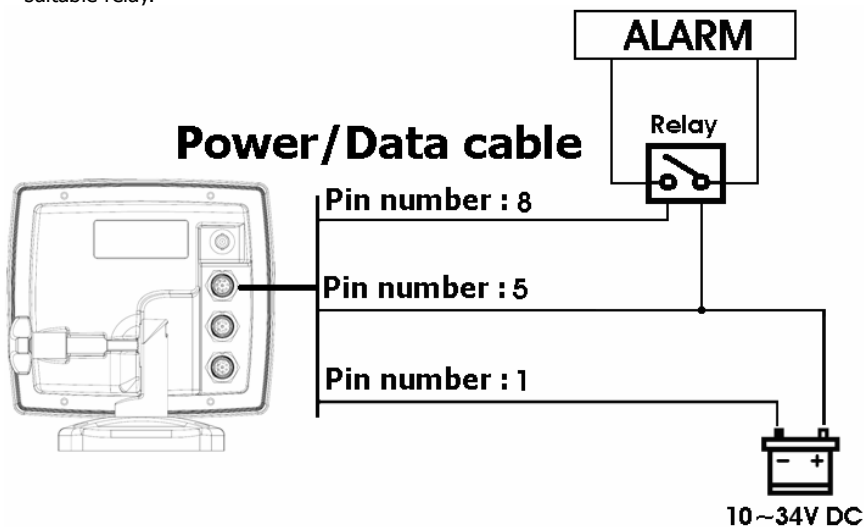 suitable relay.
ALARM
Relay
Power/Data cable
Pin number : 8
Pin number : 5
Pin number : 1
- +
10~34V DC